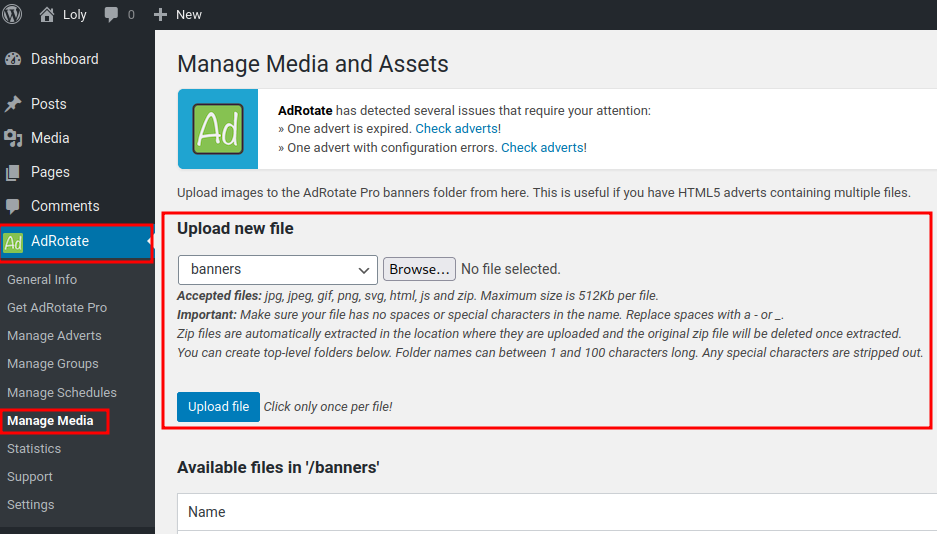 Loly 0 New
Dashboard
Posts
Media
Pages
Comments
Ad AdRotate
General Info
Get AdRotate Pro
Manage Adverts
Manage Groups
Manage Schedules
Manage Media
Statistics
Support
Settings
Manage Media and Assets
Ad
AdRotate has detected several issues that require your attention:
» One advert is expired. Check adverts!
» One advert with configuration errors. Check adverts!
Upload images to the AdRotate Pro banners folder from here. This is useful if you have HTML5 adverts containing multiple files.
Upload new file
banners Browse... No file selected.
Accepted files: jpg, jpeg, gif, png, svg, html, js and zip. Maximum size is 512Kb per file.
Important: Make sure your file has no spaces or special characters in the name. Replace spaces with a - or _.
Zip files are automatically extracted in the location where they are uploaded and the original zip file will be deleted once extracted.
You can create top-level folders below. Folder names can between 1 and 100 characters long. Any special characters are stripped out.
Upload file Click only once per file!
Available files in '/banners'
Name